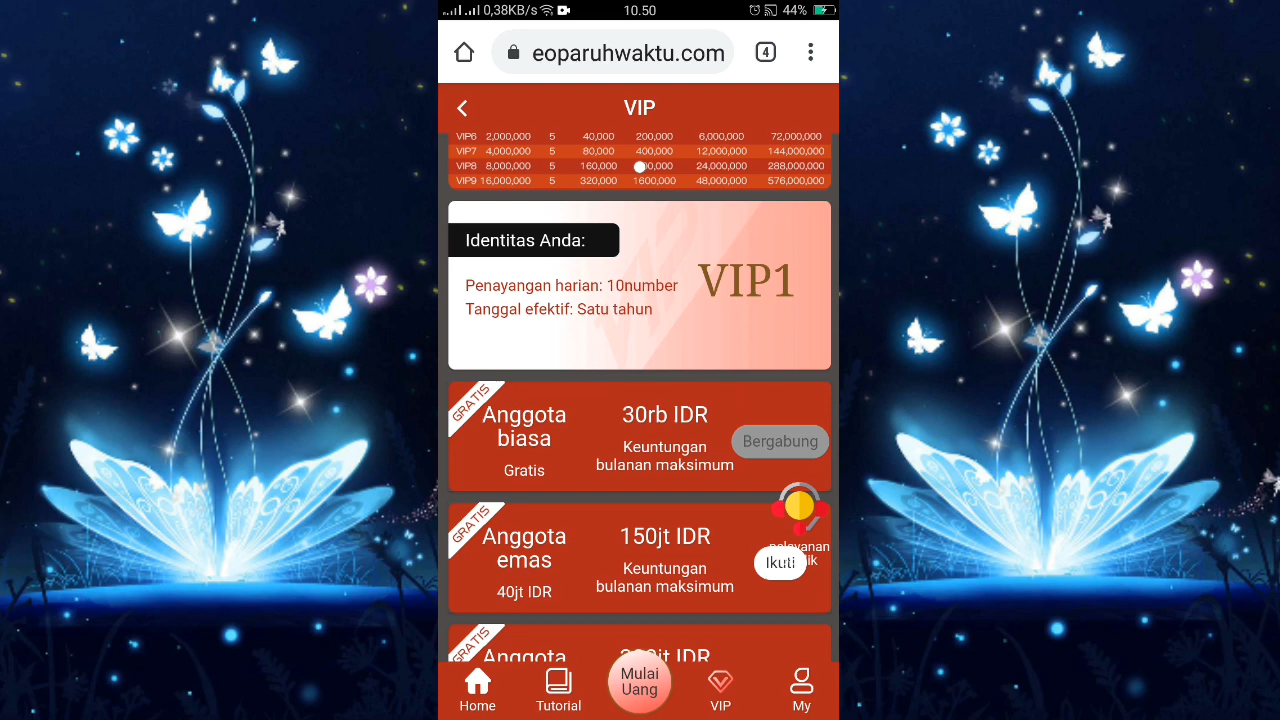 0,38KB/s 10.50 44%
eoparuhwaktu.com 4
VIP
VIP6 2,000,000 5 40,000 200,000 6,000,000 72,000,000
VIP7 4,000,000 5 80,000 400,000 12,000,000 144,000,000
VIP8 8,000,000 5 160,000 24,000,000 288,000,000
VIP9 16,000,000 5 320,000 1600,000 48,000,000 576,000,000
Identitas Anda:
VIP1
Penayangan harian: 10number
Tanggal efektif: Satu tahun
GRATIS
Anggota biasa
Gratis
30rb IDR
Keuntungan
bulanan maksimum
Bergabung
GRATIS
Anggota
emas
40jt IDR
150jt IDR
Keuntungan
bulanan maksimum
Ikuti
GRATIS
Anggota
jt IDR
Mulai
Uang
Home
Tutorial
VIP
My